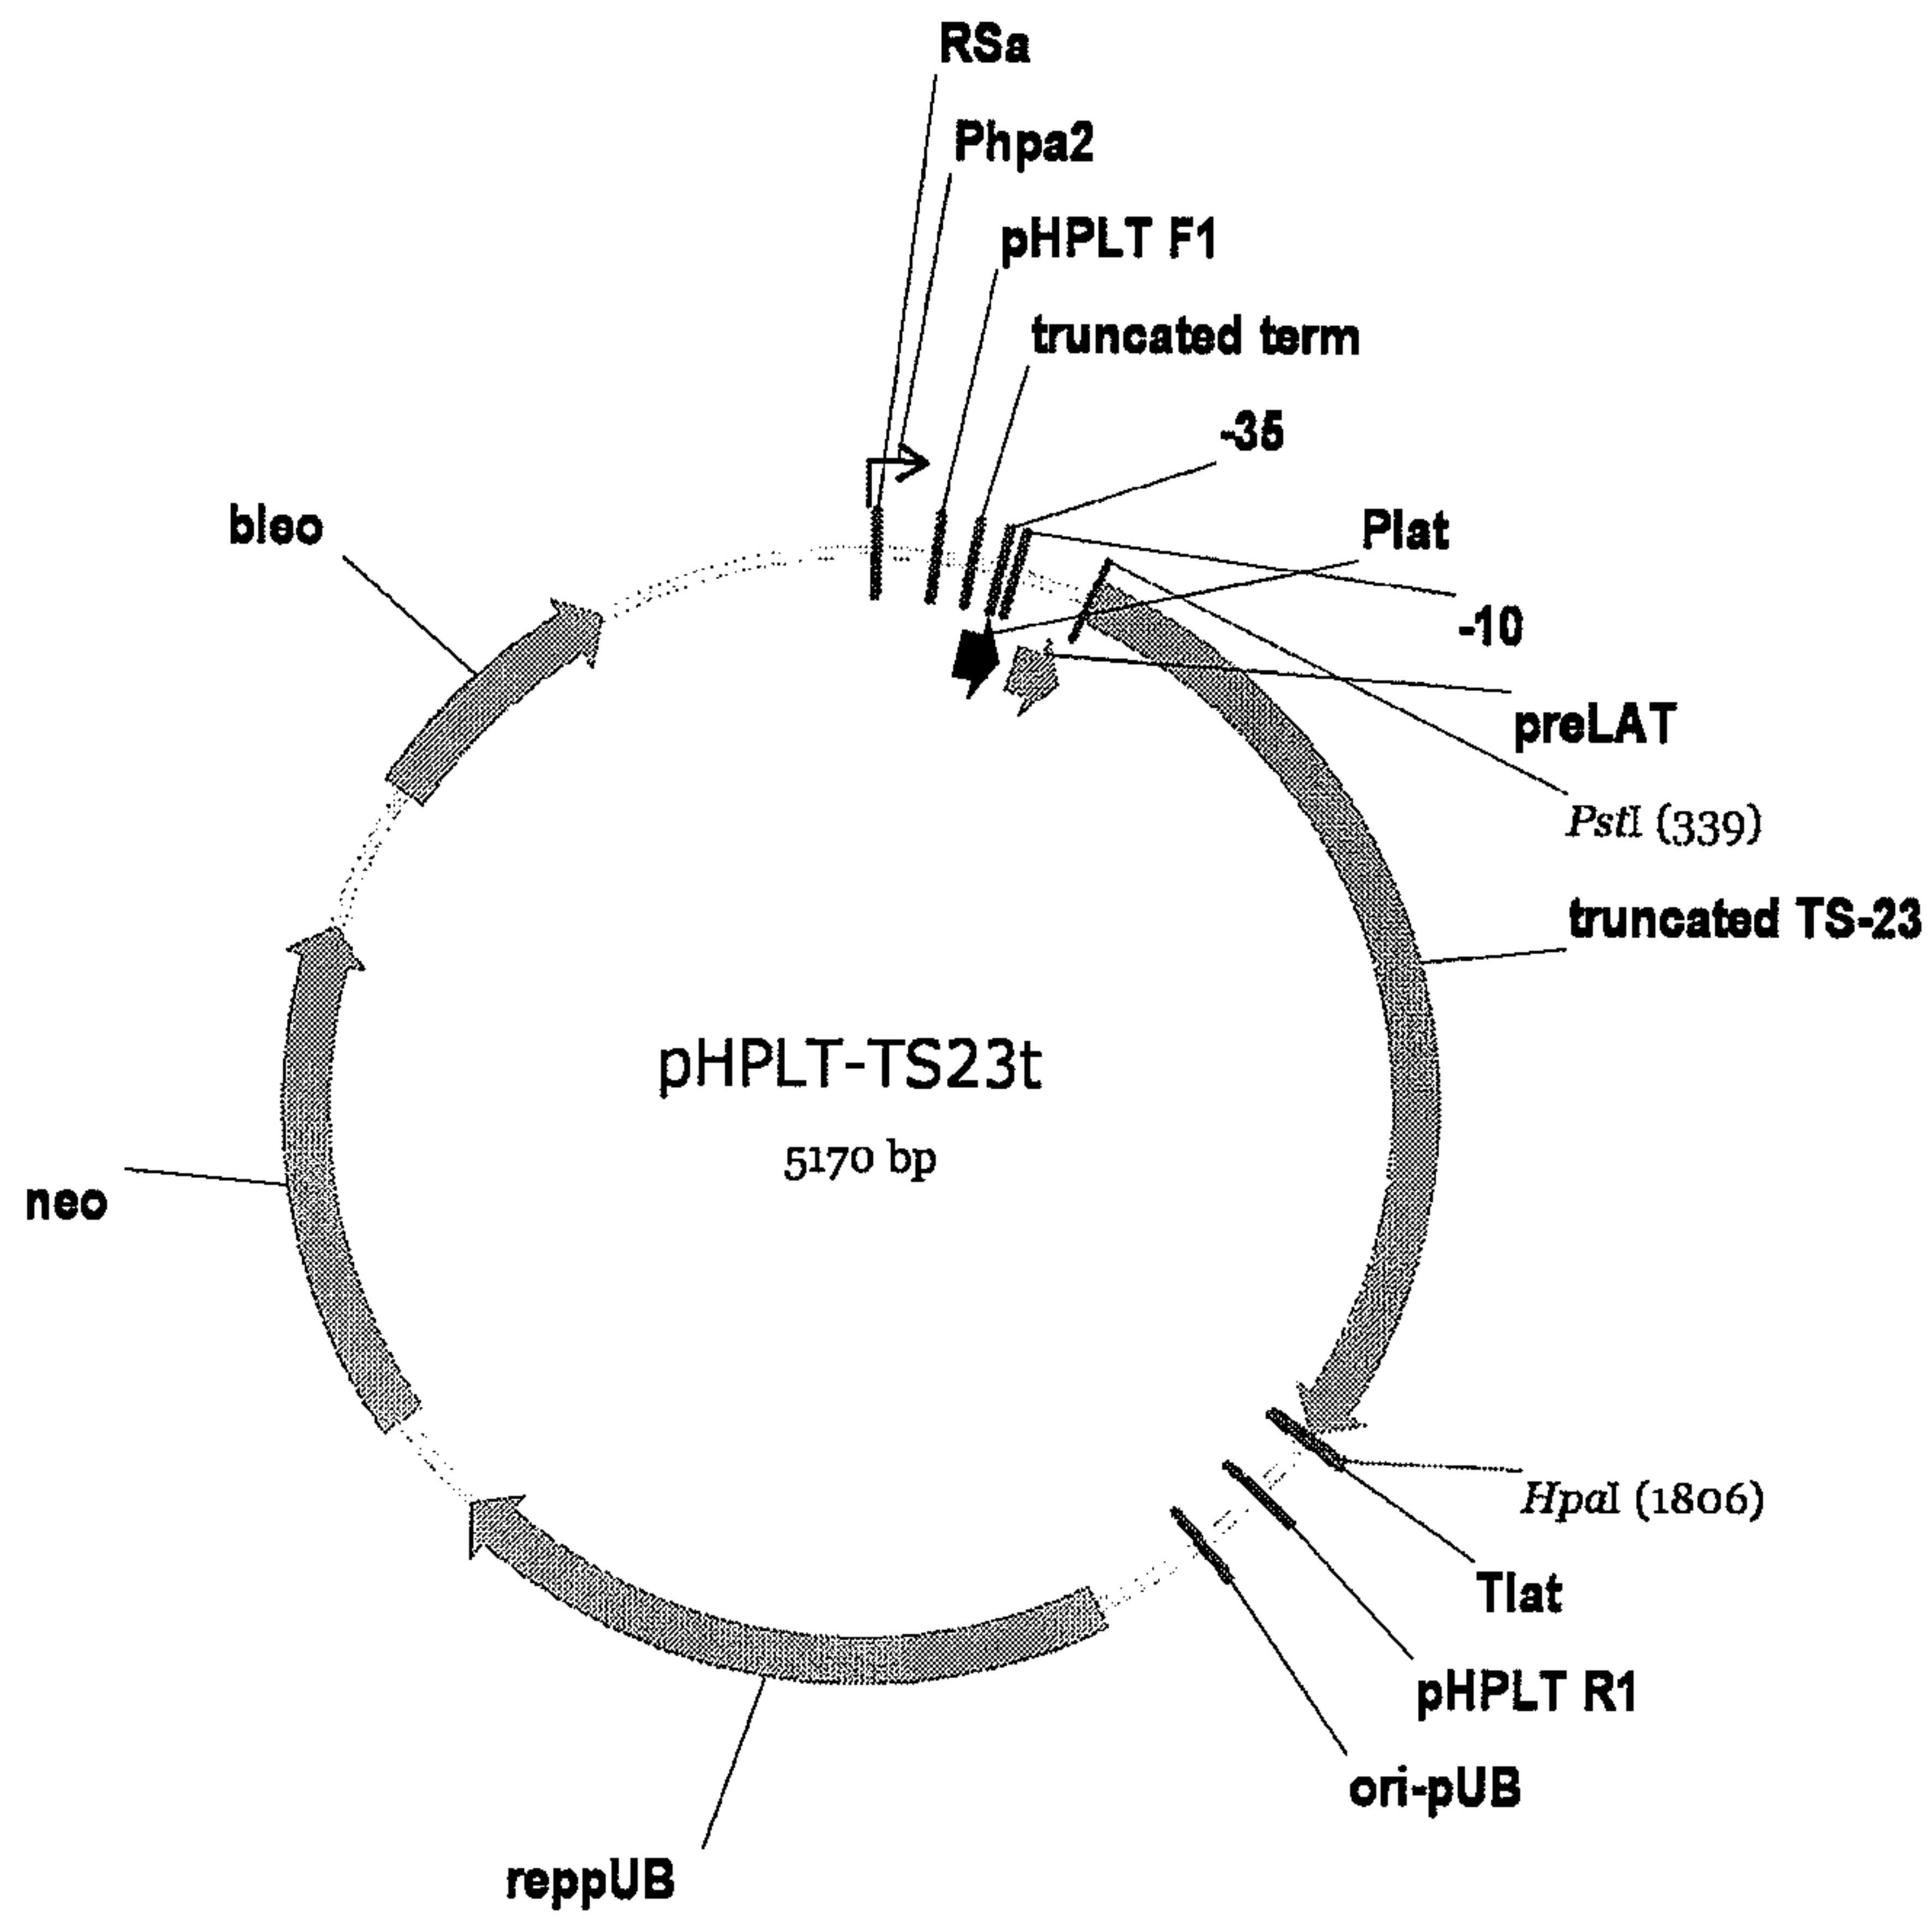 RSa
Phpa2
pHPLT F1
truncated term
-35
Plat
-10
preLAT
PstI (339)
truncated TS-23
HpaI (1806)
Tlat
pHPLT R1
ori-pUB
reppUB
neo
bleo
pHPLT-TS23t
5170 bp